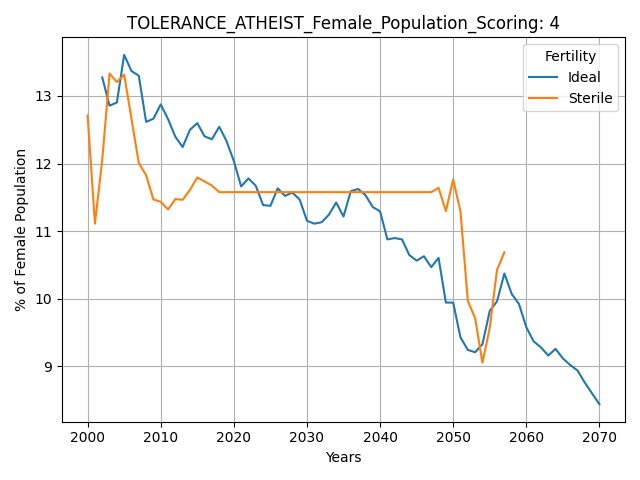 TOLERANCE_ATHEIST_Female_Population_Scoring: 4
Fertility
Ideal
Sterile
% of Female Population
13
12
11
10
9
2000 2010 2020 2030 2040 2050 2060 2070
Years